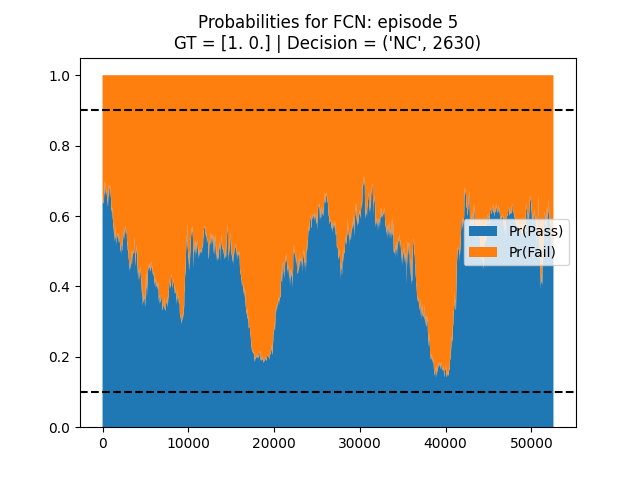 Probabilities for FCN: episode 5
GT = [1. 0.] | Decision = ('NC', 2630)
1.0
0.8
0.6
0.4
0.2
0.0
Pr(Pass)
Pr(Fail)
0 10000 20000 30000 40000 50000